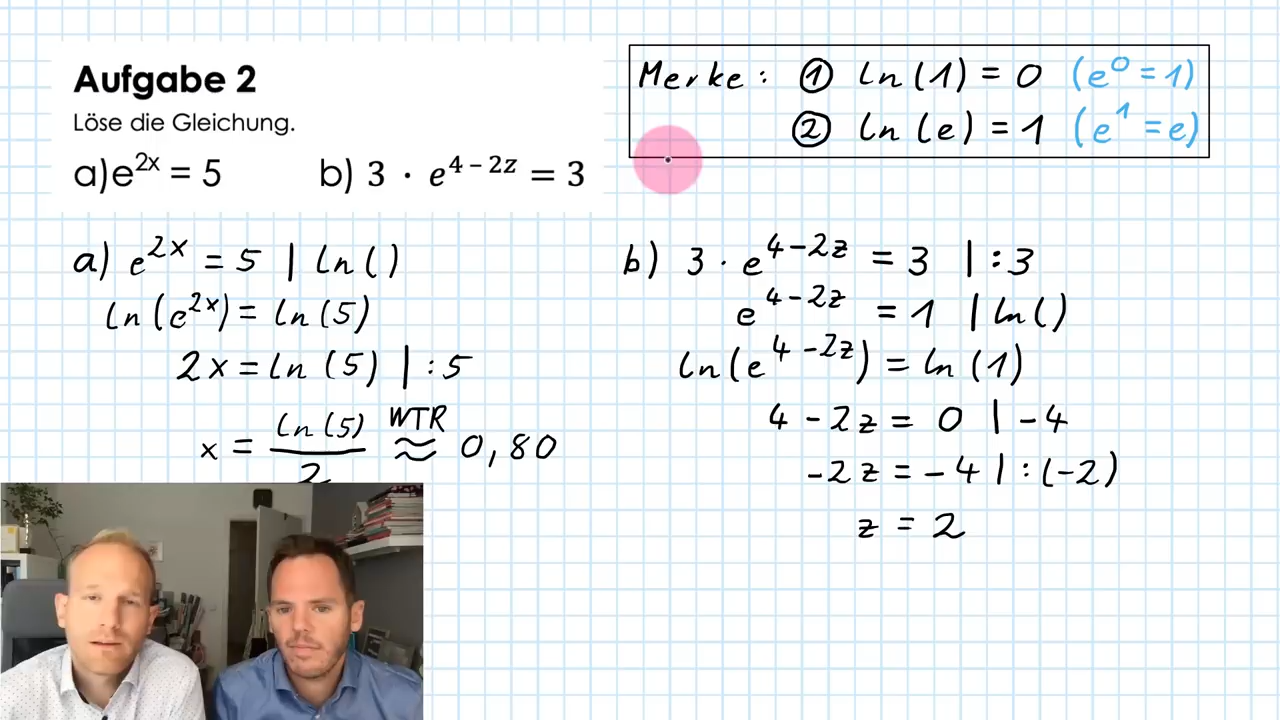 Aufgabe 2
Löse die Gleichung.
a)e^{2x} = 5 b) 3 · e^{4 – 2z} = 3
Merke: ① ln(1) = 0 (e^0 = 1)
② ln(e) = 1 (e^1 = e)
a) e^{2x} = 5 | ln()
ln(e^{2x}) = ln(5)
2x = ln(5) | :5
x = ln(5)/2 WTR ≈ 0,80
b) 3 · e^{4-2z} = 3 | :3
e^{4-2z} = 1 | ln()
ln(e^{4-2z}) = ln(1)
4 - 2z = 0 | -4
-2z = -4 | :(-2)
z = 2